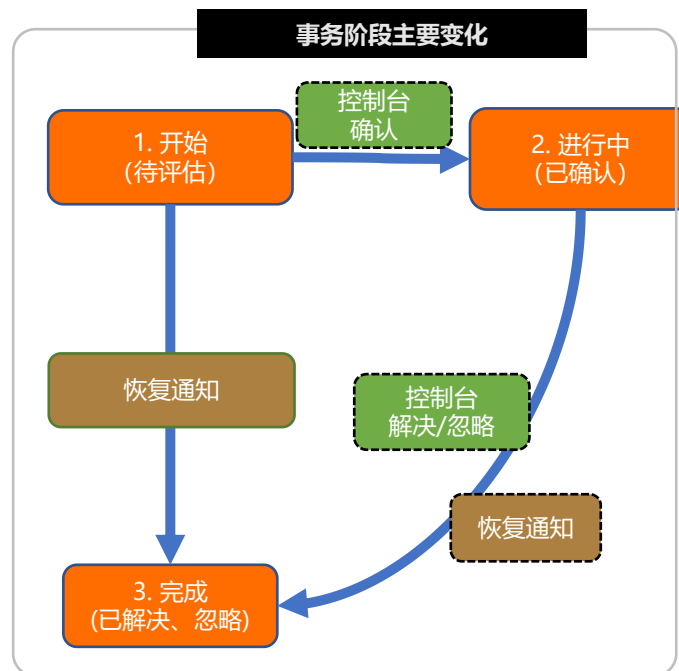 事务阶段主要变化
控制台
确认
1. 开始
（待评估）
2. 进行中
（已确认）
恢复通知
控制台
解决/忽略
恢复通知
3. 完成
(已解决、忽略)